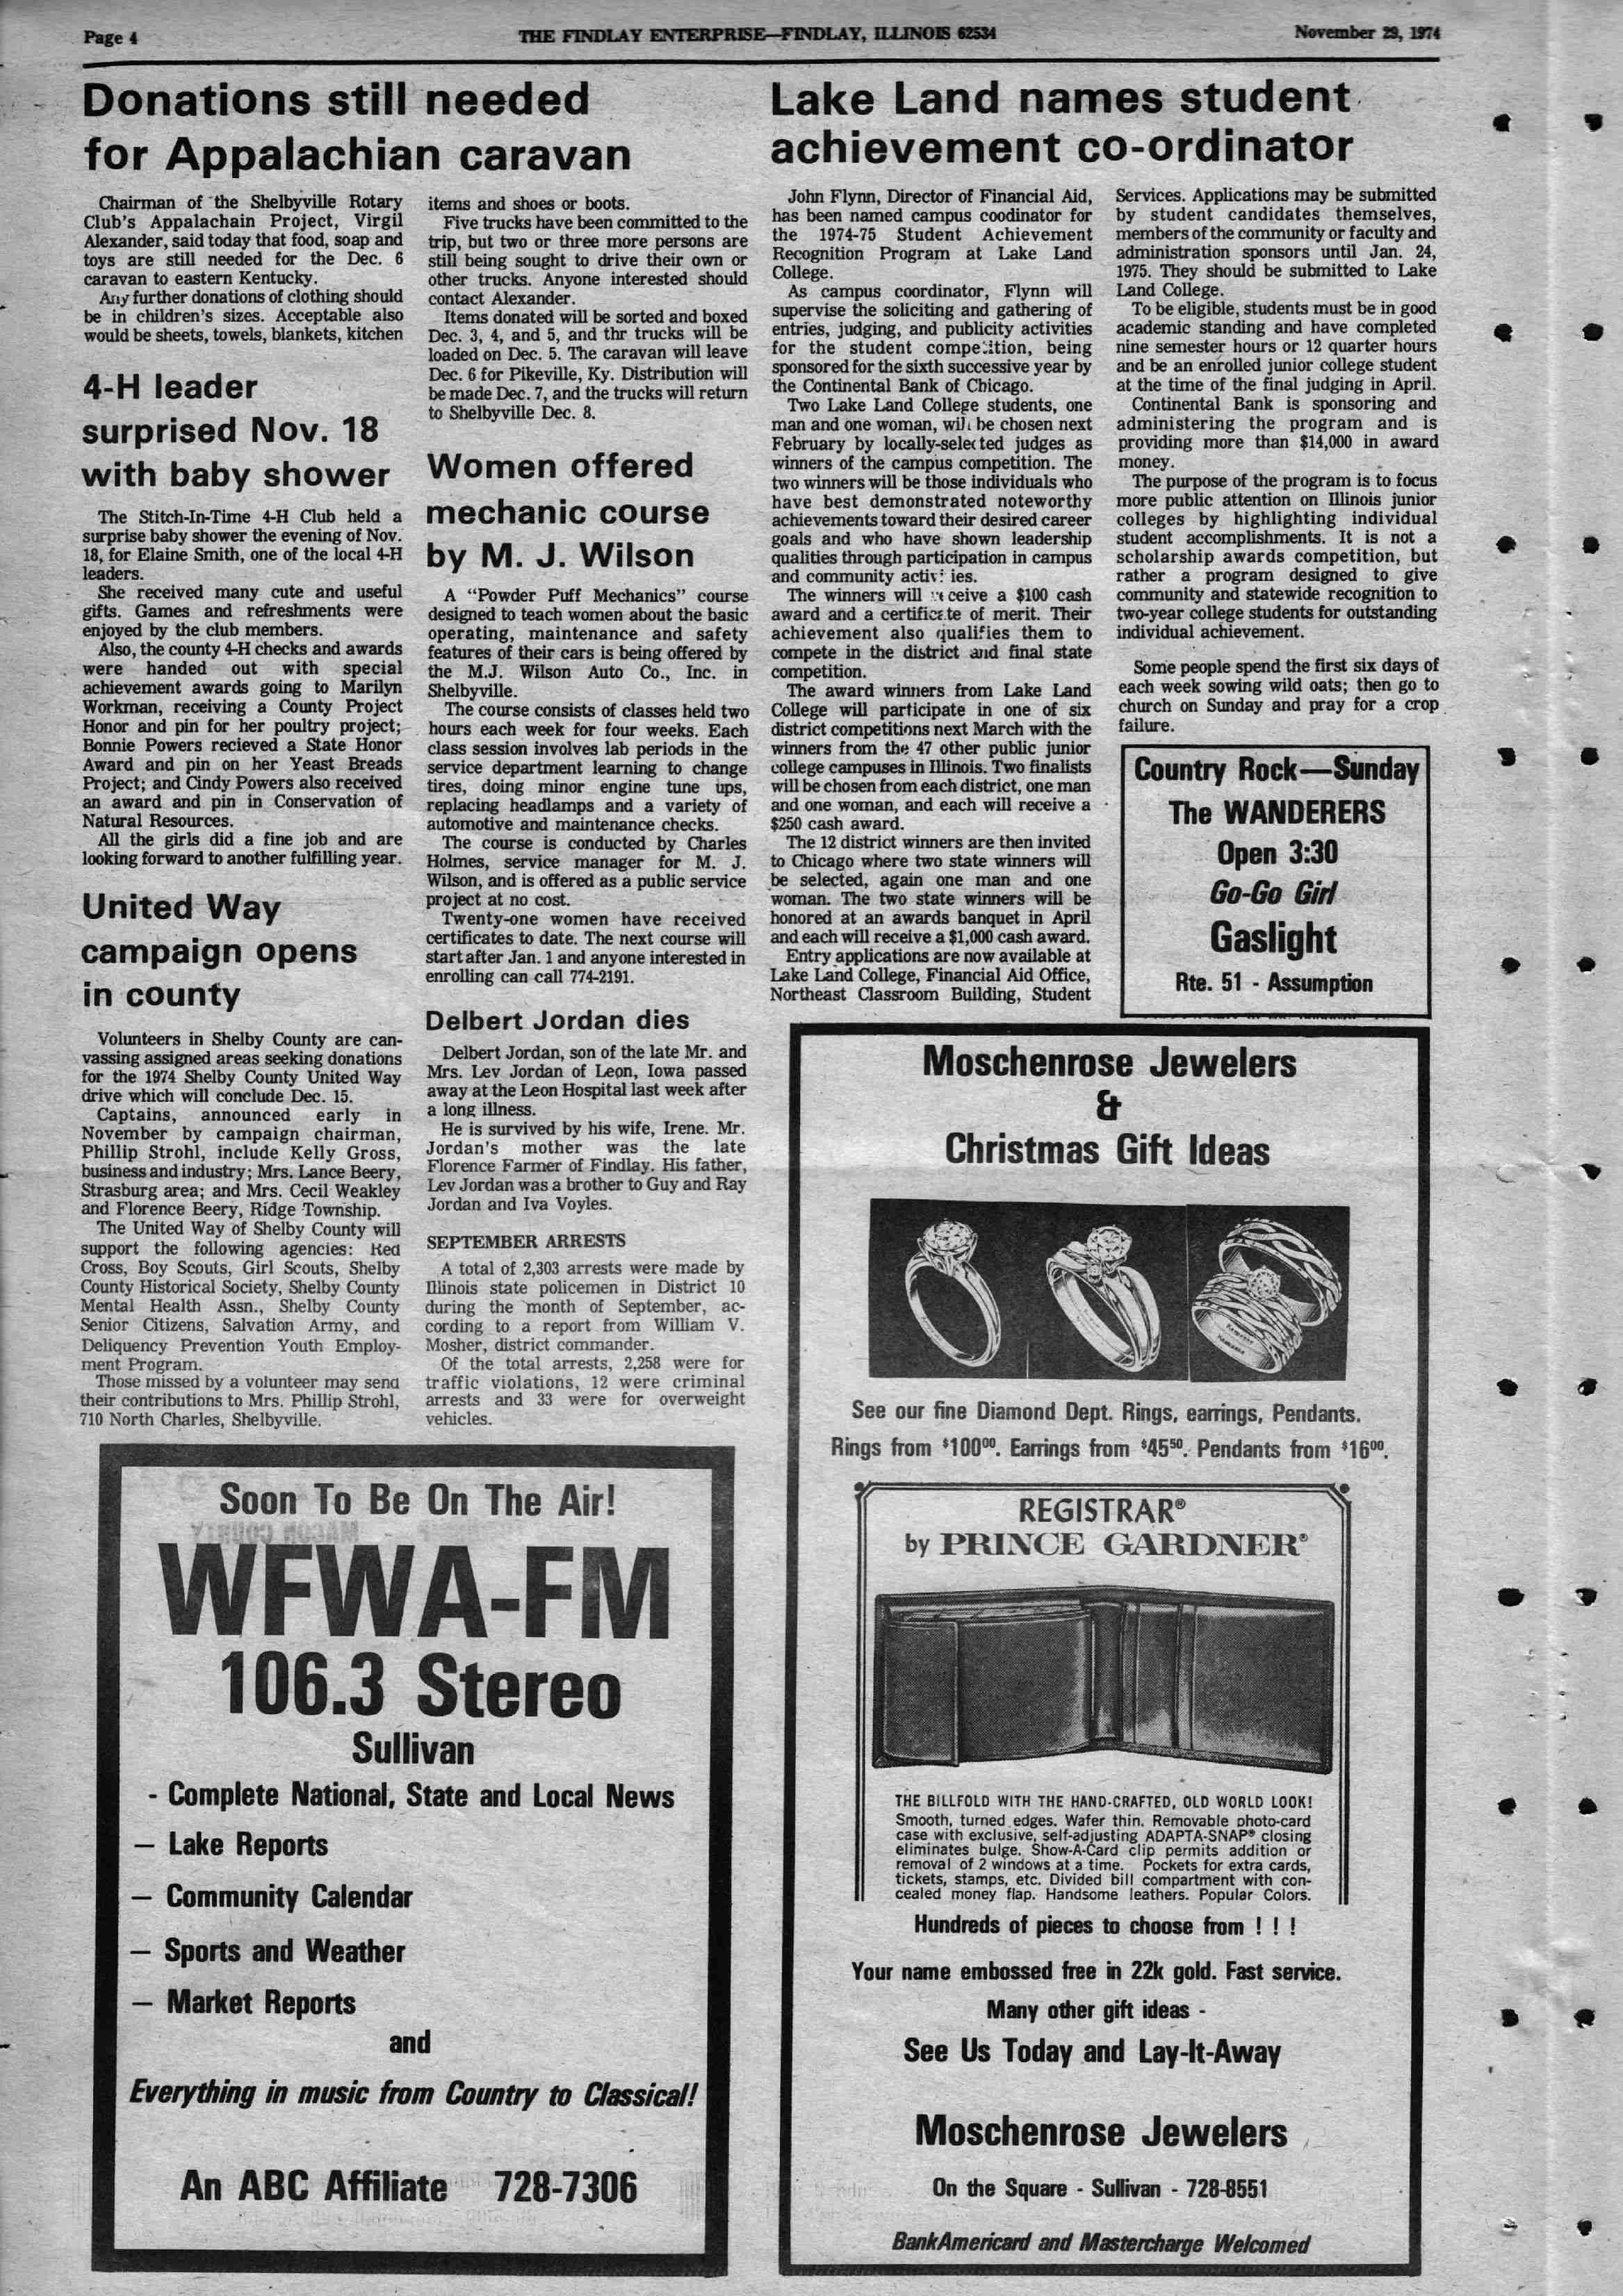 Page 4
THE FINDLAY ENTERPRISE—FINDLAY, ILLINOIS 62534
November 29, 1974
Donations still needed
for Appalachian caravan
Chairman of the Shelbyville Rotary
Club's Appalachain Project, Virgil
Alexander, said today that food, soap and
toys are still needed for the Dec. 6
caravan to eastern Kentucky.
Any further donations of clothing should
be in children's sizes. Acceptable also
would be sheets, towels, blankets, kitchen
items and shoes or boots.
Five trucks have been committed to the
trip, but two or three more persons are
still being sought to drive their own or
other trucks. Anyone interested should
contact Alexander.
Items donated will be sorted and boxed
Dec. 3, 4, and 5, and thr trucks will be
loaded on Dec. 5. The caravan will leave
Dec. 6 for Pikeville, Ky. Distribution will
be made Dec. 7, and the trucks will return
to Shelbyville Dec. 8.
4-H leader
surprised Nov. 18
with baby shower
The Stitch-In-Time 4-H Club held a
surprise baby shower the evening of Nov.
18, for Elaine Smith, one of the local 4-H
leaders.
She received many cute and useful
gifts. Games and refreshments were
enjoyed by the club members.
Also, the county 4-H checks and awards
were handed out with special
achievement awards going to Marilyn
Workman, receiving a County Project
Honor and pin for her poultry project;
Bonnie Powers recieved a State Honor
Award and pin on her Yeast Breads
Project; and Cindy Powers also received
an award and pin in Conservation of
Natural Resources.
All the girls did a fine job and are
looking forward to another fulfilling year.
United Way
campaign opens
in county
Volunteers in Shelby County are can-
vassing assigned areas seeking donations
for the 1974 Shelby County United Way
drive which will conclude Dec. 15.
Captains, announced early in
November by campaign chairman,
Phillip Strohl, include Kelly Gross,
business and industry; Mrs. Lance Beery,
Strasburg area; and Mrs. Cecil Weakley
and Florence Beery, Ridge Township.
The United Way of Shelby County will
support the following agencies: Red
Cross, Boy Scouts, Girl Scouts, Shelby
County Historical Society, Shelby County
Mental Health Assn., Shelby County
Senior Citizens, Salvation Army, and
Deliquency Prevention Youth Employ-
ment Program.
Those missed by a volunteer may send
their contributions to Mrs. Phillip Strohl,
710 North Charles, Shelbyville.
Women offered
mechanic course
by M. J. Wilson
A "Powder Puff Mechanics" course
designed to teach women about the basic
operating, maintenance and safety
features of their cars is being offered by
the M.J. Wilson Auto Co., Inc. in
Shelbyville.
The course consists of classes held two
hours each week for four weeks. Each
class session involves lab periods in the
service department learning to change
tires, doing minor engine tune ups,
replacing headlamps and a variety of
automotive and maintenance checks.
The course is conducted by Charles
Holmes, service manager for M. J.
Wilson, and is offered as a public service
project at no cost.
Twenty-one women have received
certificates to date. The next course will
start after Jan. 1 and anyone interested in
enrolling can call 774-2191.
Delbert Jordan dies
Delbert Jordan, son of the late Mr. and
Mrs. Lev Jordan of Leon, Iowa passed
away at the Leon Hospital last week after
a long illness.
He is survived by his wife, Irene. Mr.
Jordan's mother was the late
Florence Farmer of Findlay. His father,
Lev Jordan was a brother to Guy and Ray
Jordan and Iva Voyles.
SEPTEMBER ARRESTS
A total of 2,303 arrests were made by
Illinois state policemen in District 10
during the month of September, ac-
cording to a report from William V.
Mosher, district commander.
Of the total arrests, 2,258 were for
traffic violations, 12 were criminal
arrests and 33 were for overweight
vehicles.
Lake Land names student
achievement co-ordinator
John Flynn, Director of Financial Aid,
has been named campus coodinator for
the 1974-75 Student Achievement
Recognition Program at Lake Land
College.
As campus coordinator, Flynn will
supervise the soliciting and gathering of
entries, judging, and publicity activities
for the student competition, being
sponsored for the sixth successive year by
the Continental Bank of Chicago.
Two Lake Land College students, one
man and one woman, will be chosen next
February by locally-selected judges as
winners of the campus competition. The
two winners will be those individuals who
have best demonstrated noteworthy
achievements toward their desired career
goals and who have shown leadership
qualities through participation in campus
and community activities.
The winners will receive a $100 cash
award and a certificate of merit. Their
achievement also qualifies them to
compete in the district and final state
competition.
The award winners from Lake Land
College will participate in one of six
district competitions next March with the
winners from the 47 other public junior
college campuses in Illinois. Two finalists
will be chosen from each district, one man
and one woman, and each will receive a
$250 cash award.
The 12 district winners are then invited
to Chicago where two state winners will
be selected, again one man and one
woman. The two state winners will be
honored at an awards banquet in April
and each will receive a $1,000 cash award.
Entry applications are now available at
Lake Land College, Financial Aid Office,
Northeast Classroom Building, Student
Services. Applications may be submitted
by student candidates themselves,
members of the community or faculty and
administration sponsors until Jan. 24,
1975. They should be submitted to Lake
Land College.
To be eligible, students must be in good
academic standing and have completed
nine semester hours or 12 quarter hours
and be an enrolled junior college student
at the time of the final judging in April.
Continental Bank is sponsoring and
administering the program and is
providing more than $14,000 in award
money.
The purpose of the program is to focus
more public attention on Illinois junior
colleges by highlighting individual
student accomplishments. It is not a
scholarship awards competition, but
rather a program designed to give
community and statewide recognition to
two-year college students for outstanding
individual achievement.
Some people spend the first six days of
each week sowing wild oats; then go to
church on Sunday and pray for a crop
failure.
Country Rock—Sunday
The WANDERERS
Open 3:30
Go-Go Girl
Gaslight
Rte. 51 - Assumption
Soon To Be On The Air!
WFWA-FM
106.3 Stereo
Sullivan
- Complete National, State and Local News
— Lake Reports
— Community Calendar
— Sports and Weather
— Market Reports
and
Everything in music from Country to Classical!
An ABC Affiliate 728-7306
Moschenrose Jewelers
&
Christmas Gift Ideas
See our fine Diamond Dept. Rings, earrings, Pendants.
Rings from $100⁰⁰. Earrings from $45⁵⁰. Pendants from $16⁰⁰.
REGISTRAR®
by PRINCE GARDNER®
THE BILLFOLD WITH THE HAND-CRAFTED, OLD WORLD LOOK!
Smooth, turned edges. Wafer thin. Removable photo-card
case with exclusive, self-adjusting ADAPTA-SNAP® closing
eliminates bulge. Show-A-Card clip permits addition or
removal of 2 windows at a time. Pockets for extra cards,
tickets, stamps, etc. Divided bill compartment with con-
cealed money flap. Handsome leathers. Popular Colors.
Hundreds of pieces to choose from ! ! !
Your name embossed free in 22k gold. Fast service.
Many other gift ideas -
See Us Today and Lay-It-Away
Moschenrose Jewelers
On the Square - Sullivan - 728-8551
BankAmericard and Mastercharge Welcomed